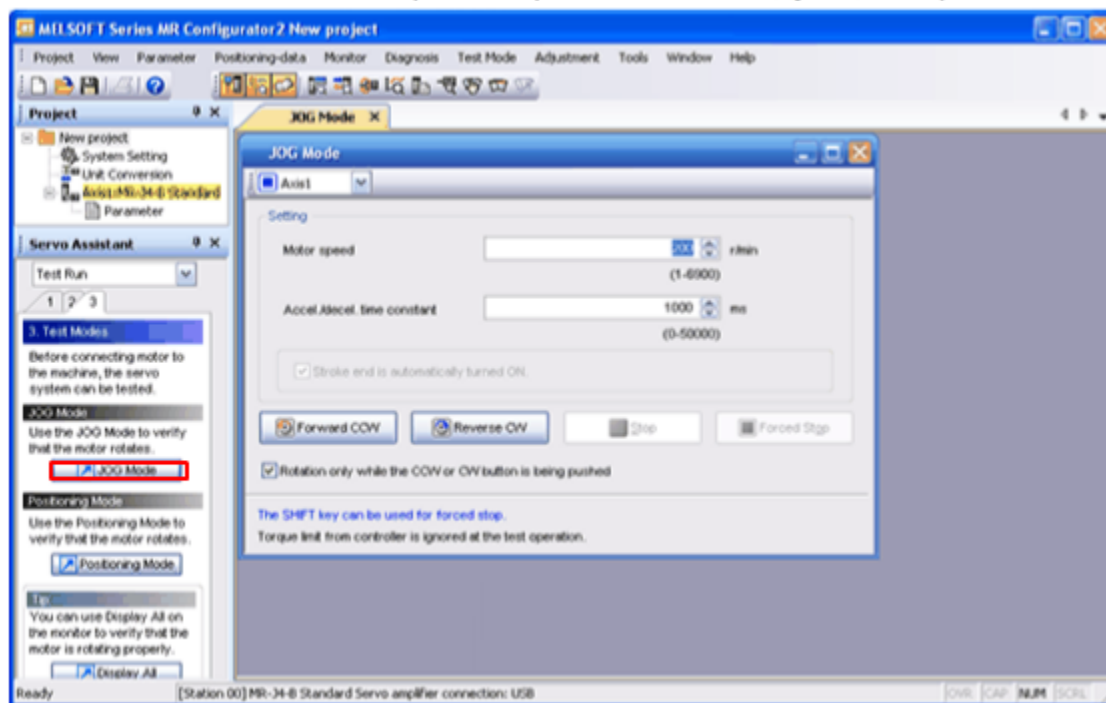 MELSOFT Series MR Configurator2 New project
Project View Parameter Positioning-data Monitor Diagnosis Test Mode Adjustment Tools Window Help
Project
New project
System Setting
Unit Conversion
Axis1:MR-J4-B Standard
Parameter
Servo Assistant
Test Run
1 2 3
3. Test Modes
Before connecting motor to
the machine, the servo
system can be tested.
JOG Mode
Use the JOG Mode to verify
that the motor rotates.
JOG Mode
Positioning Mode
Use the Positioning Mode to
verify that the motor rotates.
Positioning Mode
Tip
You can use Display All on
the monitor to verify that the
motor is rotating properly.
Display All
JOG Mode
JOG Mode
Axis1
Setting
Motor speed 200 r/min
(1-6900)
Accel./decel. time constant 1000 ms
(0-50000)
Stroke end is automatically turned ON.
Forward CCW Reverse CW Stop Forced Stop
Rotation only while the CCW or CW button is being pushed
The SHIFT key can be used for forced stop.
Torque limit from controller is ignored at the test operation.
Ready [Station 00] MR-J4-B Standard Servo amplifier connection: USB OVR CAP NUM SCRL